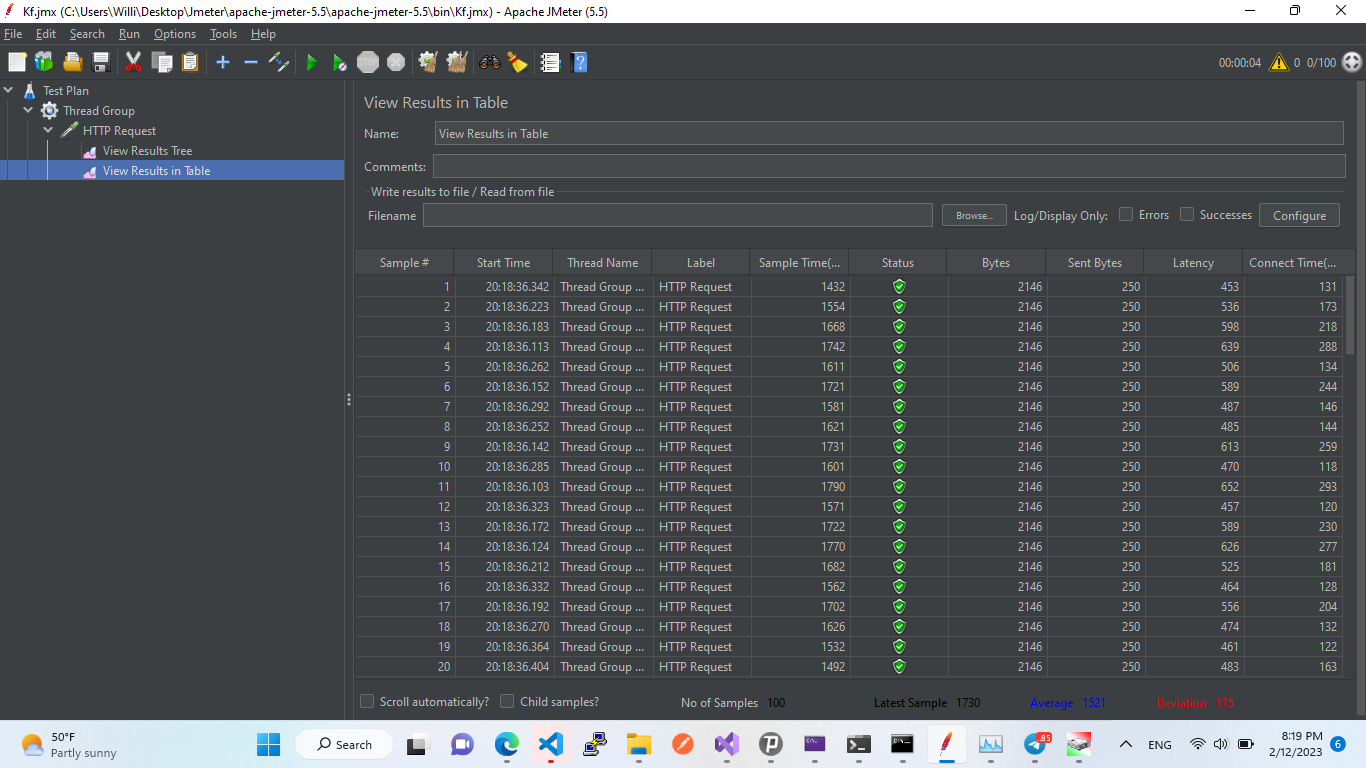 Kf.jmx (C:\Users\Willi\Desktop\Jmeter\apache-jmeter-5.5\apache-jmeter-5.5\bin\Kf.jmx) - Apache JMeter (5.5)
File Edit Search Run Options Tools Help
STOP 00:00:04 0 0/100
Test Plan
Thread Group
HTTP Request
View Results Tree
View Results in Table
View Results in Table
Name: View Results in Table
Comments:
Write results to file / Read from file
Filename Browse... Log/Display Only: Errors Successes Configure
Sample # Start Time Thread Name Label Sample Time(... Status Bytes Sent Bytes Latency Connect Time(...
1 20:18:36.342 Thread Group ... HTTP Request 1432 2146 250 453 131
2 20:18:36.223 Thread Group ... HTTP Request 1554 2146 250 536 173
3 20:18:36.183 Thread Group ... HTTP Request 1668 2146 250 598 218
4 20:18:36.113 Thread Group ... HTTP Request 1742 2146 250 639 288
5 20:18:36.262 Thread Group ... HTTP Request 1611 2146 250 506 134
6 20:18:36.152 Thread Group ... HTTP Request 1721 2146 250 589 244
7 20:18:36.292 Thread Group ... HTTP Request 1581 2146 250 487 146
8 20:18:36.252 Thread Group ... HTTP Request 1621 2146 250 485 144
9 20:18:36.142 Thread Group ... HTTP Request 1731 2146 250 613 259
10 20:18:36.285 Thread Group ... HTTP Request 1601 2146 250 470 118
11 20:18:36.103 Thread Group ... HTTP Request 1790 2146 250 652 293
12 20:18:36.323 Thread Group ... HTTP Request 1571 2146 250 457 120
13 20:18:36.172 Thread Group ... HTTP Request 1722 2146 250 589 230
14 20:18:36.124 Thread Group ... HTTP Request 1770 2146 250 626 277
15 20:18:36.212 Thread Group ... HTTP Request 1682 2146 250 525 181
16 20:18:36.332 Thread Group ... HTTP Request 1562 2146 250 464 128
17 20:18:36.192 Thread Group ... HTTP Request 1702 2146 250 556 204
18 20:18:36.270 Thread Group ... HTTP Request 1626 2146 250 474 132
19 20:18:36.364 Thread Group ... HTTP Request 1532 2146 250 461 122
20 20:18:36.404 Thread Group ... HTTP Request 1492 2146 250 483 163
Scroll automatically? Child samples? No of Samples 100 Latest Sample 1730 Average 1521 Deviation 115
50°F
Partly sunny
Search
85
ENG
8:19 PM
2/12/2023
6